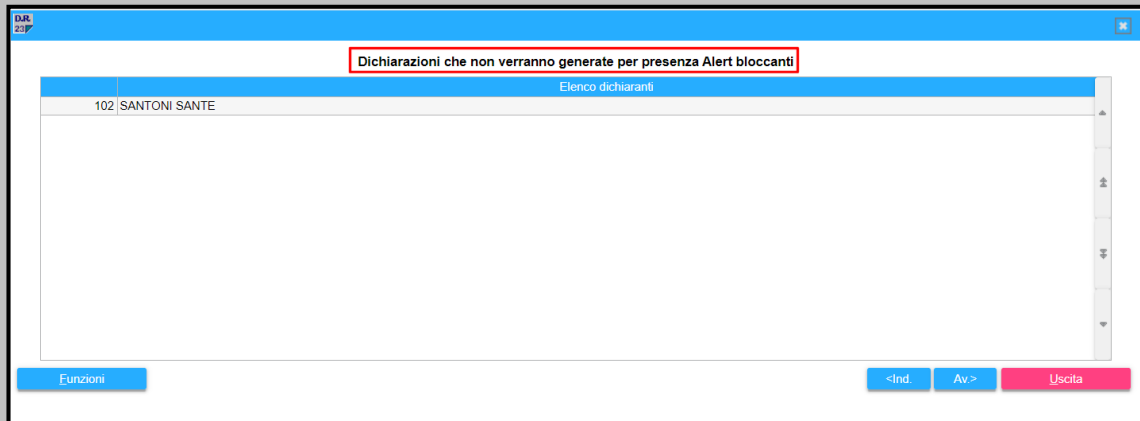 D.R.
23
Dichiarazioni che non verranno generate per presenza Alert bloccanti
Elenco dichiaranti
102 SANTONI SANTE
Funzioni <Ind. Av.> Uscita